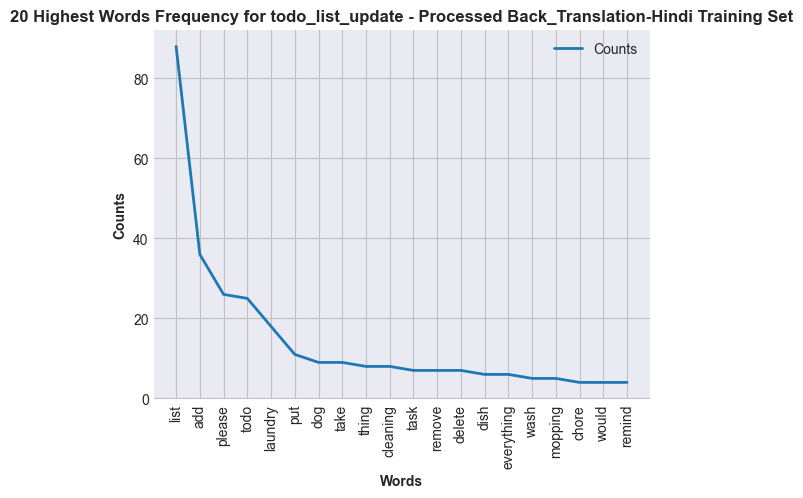 20 Highest Words Frequency for todo_list_update - Processed Back_Translation-Hindi Training Set
Counts
80
60
40
20
0
Counts
list
add
please
todo
laundry
put
dog
take
thing
cleaning
task
remove
delete
dish
everything
wash
mopping
chore
would
remind
Words